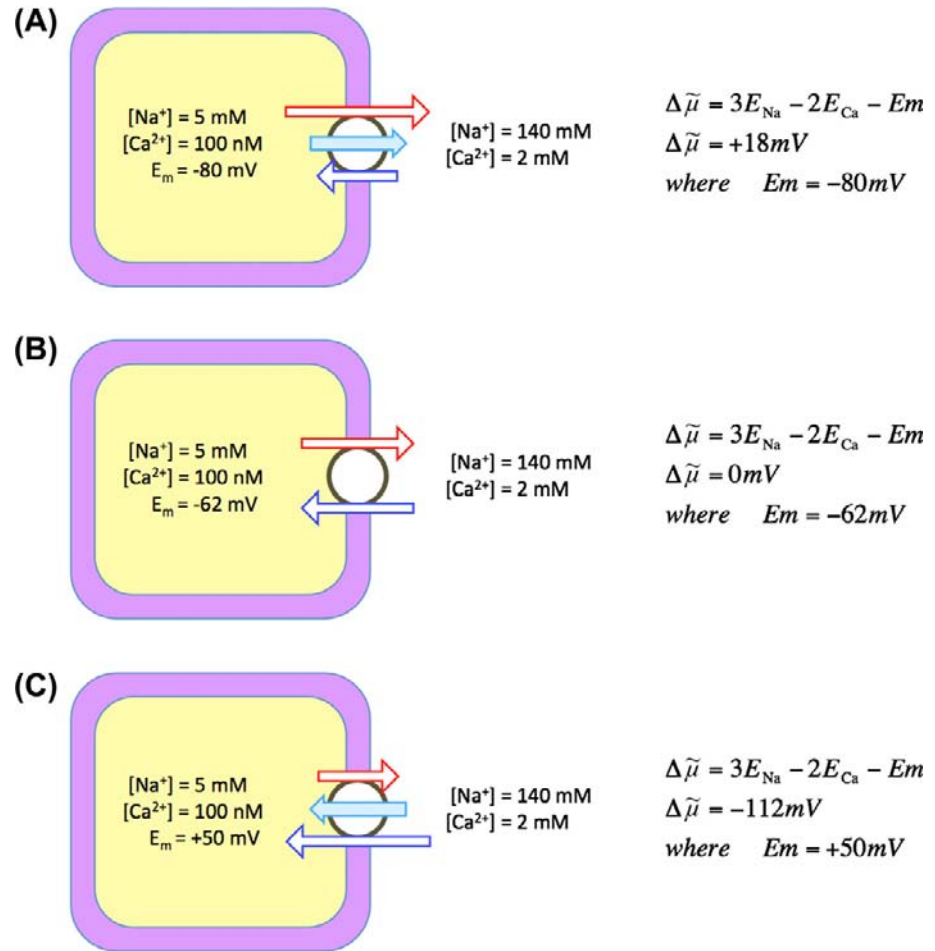 (A)
[Na⁺] = 5 mM
[Ca²⁺] = 100 nM
Eₘ = -80 mV
[Na⁺] = 140 mM
[Ca²⁺] = 2 mM
Δμ̃ = 3E_Na − 2E_Ca − Em
Δμ̃ = +18mV
where Em = −80mV
(B)
[Na⁺] = 5 mM
[Ca²⁺] = 100 nM
Eₘ = -62 mV
[Na⁺] = 140 mM
[Ca²⁺] = 2 mM
Δμ̃ = 3E_Na − 2E_Ca − Em
Δμ̃ = 0mV
where Em = −62mV
(C)
[Na⁺] = 5 mM
[Ca²⁺] = 100 nM
Eₘ = +50 mV
[Na⁺] = 140 mM
[Ca²⁺] = 2 mM
Δμ̃ = 3E_Na − 2E_Ca − Em
Δμ̃ = −112mV
where Em = +50mV